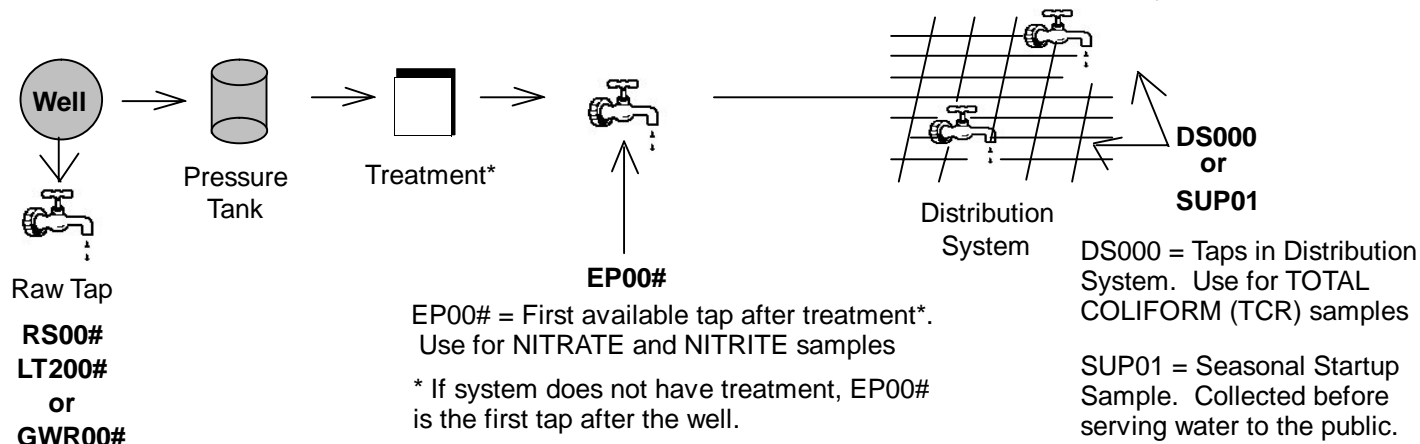 Well
Pressure
Tank
Treatment*
Raw Tap
RS00#
LT200#
or
GWR00#
EP00#
EP00# = First available tap after treatment*.
Use for NITRATE and NITRITE samples
* If system does not have treatment, EP00#
is the first tap after the well.
Distribution
System
DS000
or
SUP01
DS000 = Taps in Distribution
System. Use for TOTAL
COLIFORM (TCR) samples
SUP01 = Seasonal Startup
Sample. Collected before
serving water to the public.